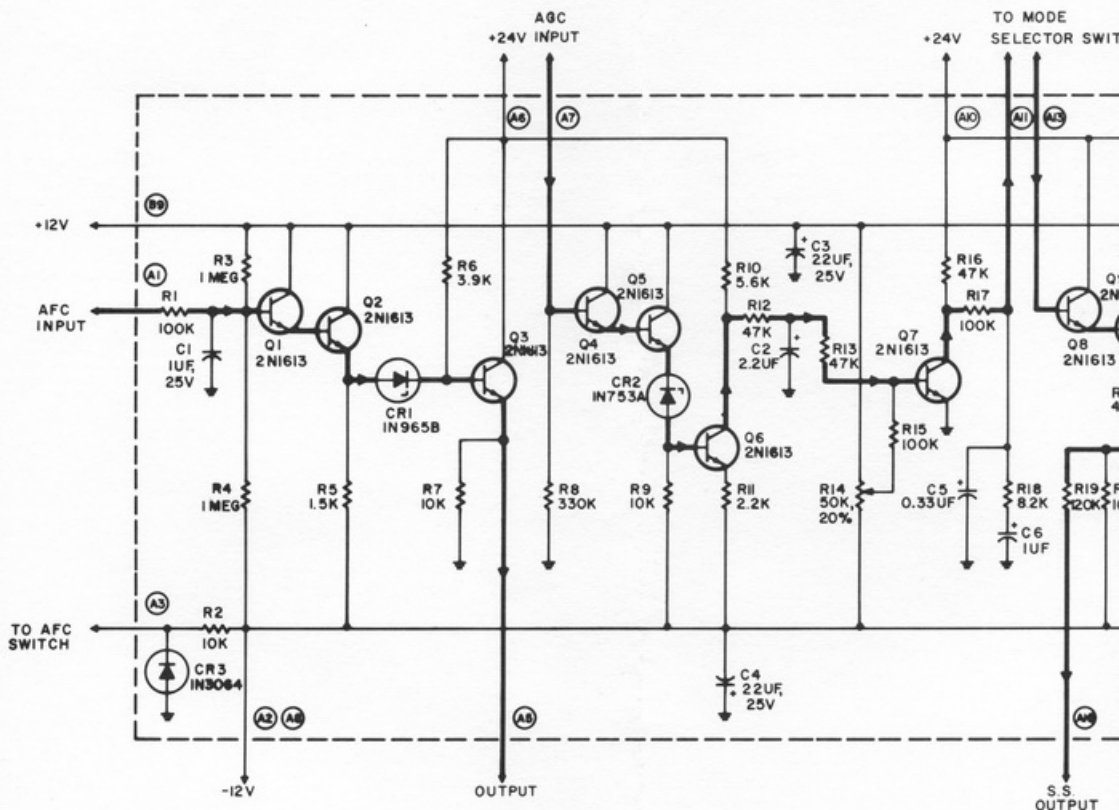 AGC
+24V INPUT
TO MODE
+24V SELECTOR SWIT
A6
A7
A10
A11
A13
+12V
B9
A1
AFC
INPUT
R1
100K
C1
1UF,
25V
R3
1 MEG
Q1
2N1613
Q2
2N1613
R4
1MEG
R5
1.5K
CR1
1N965B
R6
3.9K
Q3
R7
10K
R8
330K
Q5
2N1613
Q4
2N1613
CR2
1N753A
R9
10K
Q6
2N1613
R10
5.6K
R11
2.2K
R12
47K
C2
2.2UF
C3
22UF,
25V
R13
47K
R14
50K,
20%
R15
100K
Q7
2N1613
R16
47K
R17
100K
C5
0.33UF
R18
8.2K
C6
1UF
Q8
2N1613
R19
120K
A3
TO AFC
SWITCH
R2
10K
CR3
1N3064
C4
22UF,
25V
A2
A5
-12V
OUTPUT
S.S.
OUTPUT